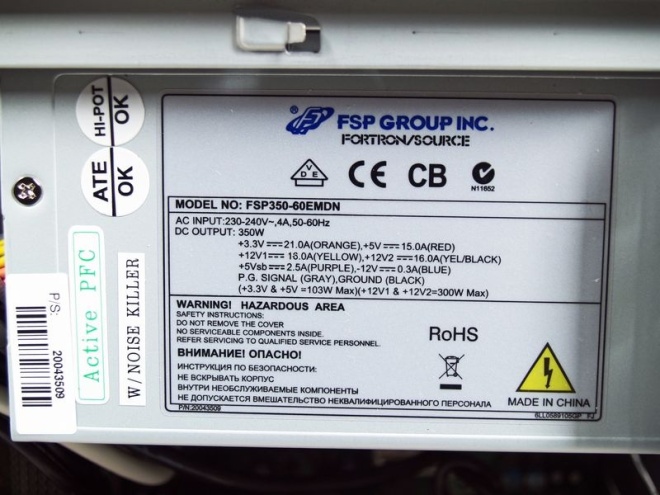 HI-POT OK
ATE OK
Active PFC
W/NOISE KILLER
P/S: 20043509
® FSP GROUP INC.
FORTRON/SOURCE
VDE CE CB N11652
MODEL NO: FSP350-60EMDN
AC INPUT:230-240V~,4A,50-60Hz
DC OUTPUT: 350W
+3.3V 21.0A(ORANGE),+5V 15.0A(RED)
+12V1 18.0A(YELLOW),+12V2 16.0A(YEL/BLACK)
+5Vsb 2.5A(PURPLE),-12V 0.3A(BLUE)
P.G. SIGNAL (GRAY),GROUND (BLACK)
(+3.3V & +5V =103W Max)(+12V1 & +12V2=300W Max)
WARNING! HAZARDOUS AREA
SAFETY INSTRUCTIONS:
DO NOT REMOVE THE COVER
NO SERVICEABLE COMPONENTS INSIDE.
REFER SERVICING TO QUALIFIED SERVICE PERSONNEL.
ВНИМАНИЕ! ОПАСНО!
ИНСТРУКЦИЯ ПО БЕЗОПАСНОСТИ:
НЕ ВСКРЫВАТЬ КОРПУС
ВНУТРИ НЕОБСЛУЖИВАЕМЫЕ КОМПОНЕНТЫ
НЕ ДОПУСКАЕТСЯ ВМЕШАТЕЛЬСТВО НЕКВАЛИФИЦИРОВАННОГО ПЕРСОНАЛА
P/N:20043509
RoHS
MADE IN CHINA